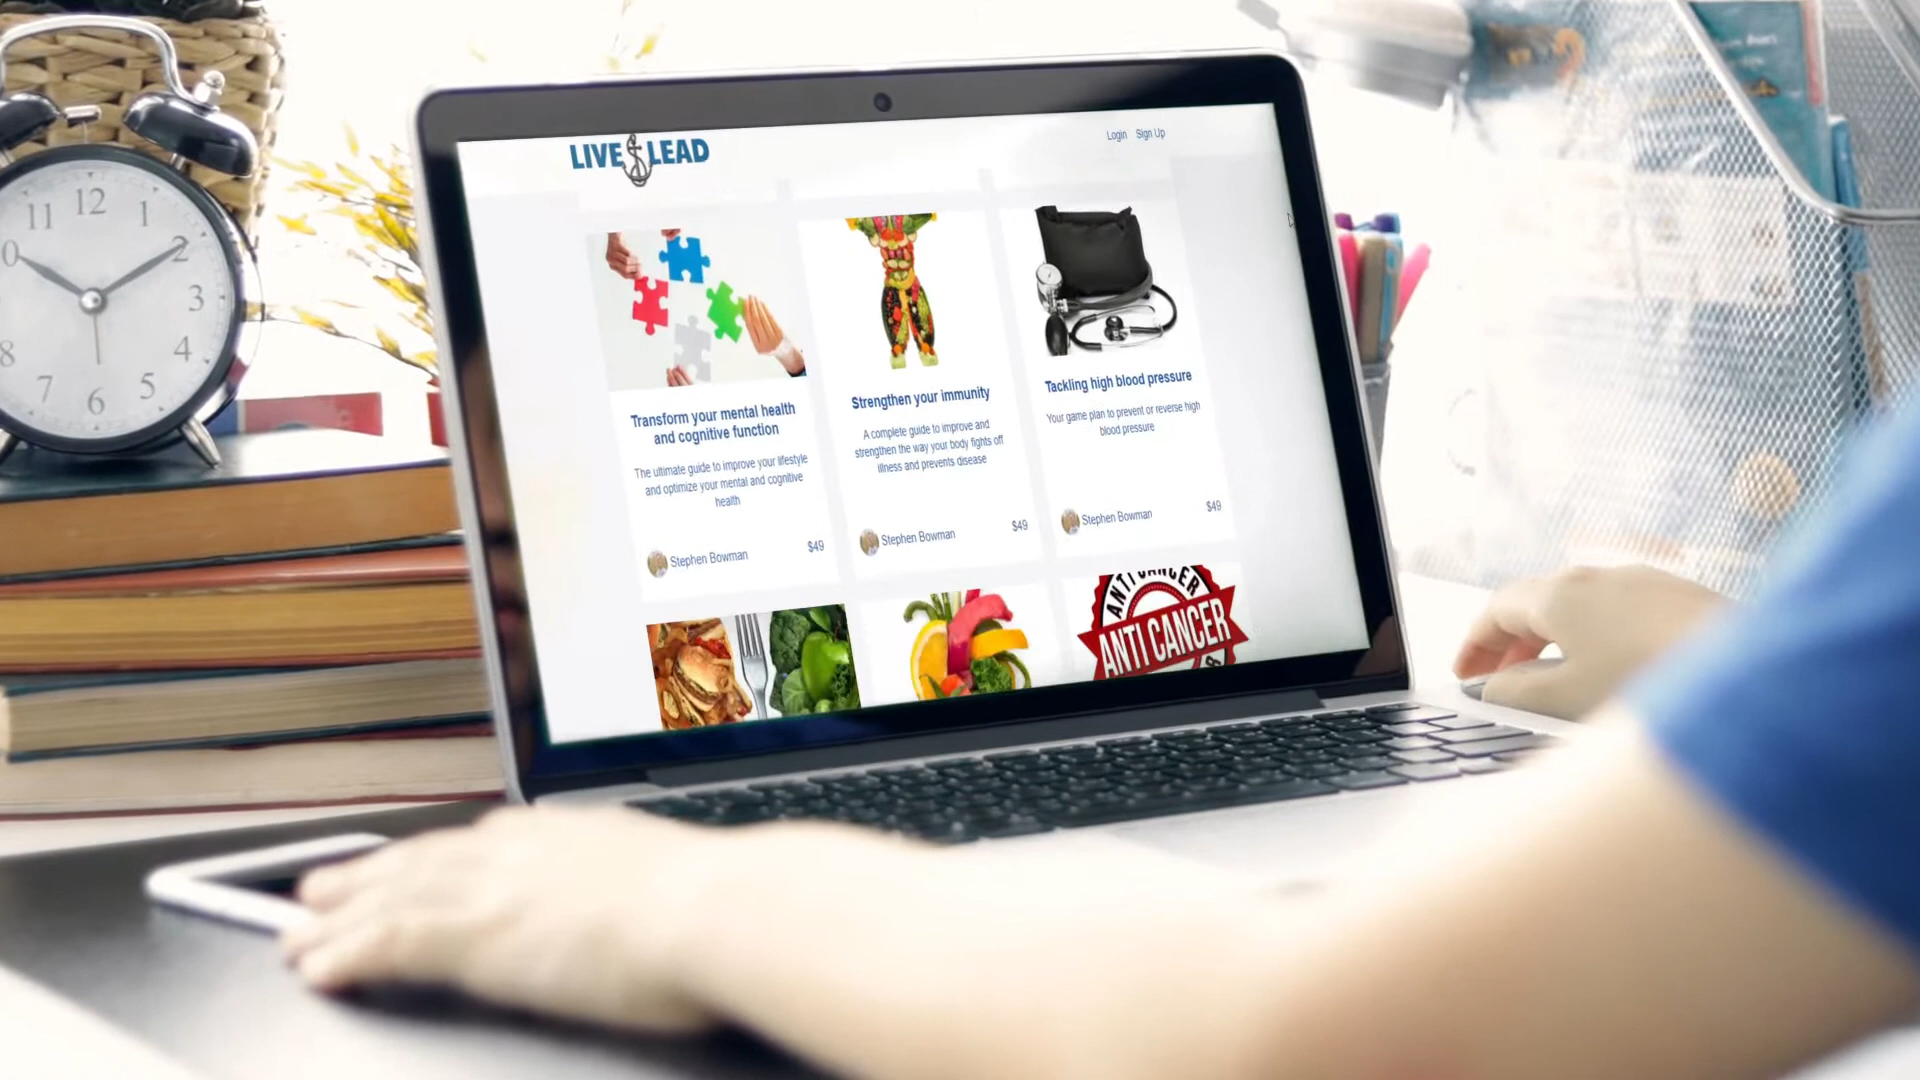 LIVE & LEAD
Login Sign Up
Transform your mental health
and cognitive function
The ultimate guide to improve your lifestyle
and optimize your mental and cognitive
health
Stephen Bowman $49
Strengthen your immunity
A complete guide to improve and
strengthen the way your body fights off
illness and prevents disease
Stephen Bowman $49
Tackling high blood pressure
Your game plan to prevent or reverse high
blood pressure
Stephen Bowman $49
ANTI CANCER
ANTI CANCER
11 12 1
2
3
4
5
6
7
8